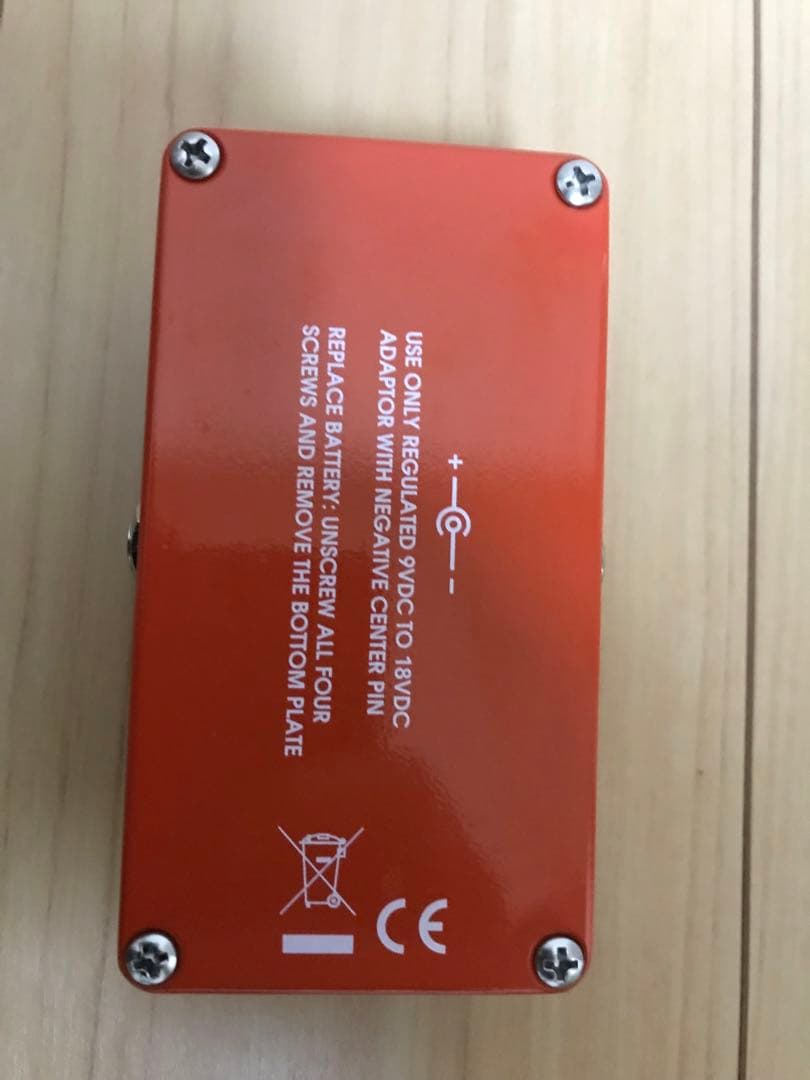 + -
USE ONLY REGULATED 9VDC TO 18VDC
ADAPTOR WITH NEGATIVE CENTER PIN
REPLACE BATTERY: UNSCREW ALL FOUR
SCREWS AND REMOVE THE BOTTOM PLATE
CE